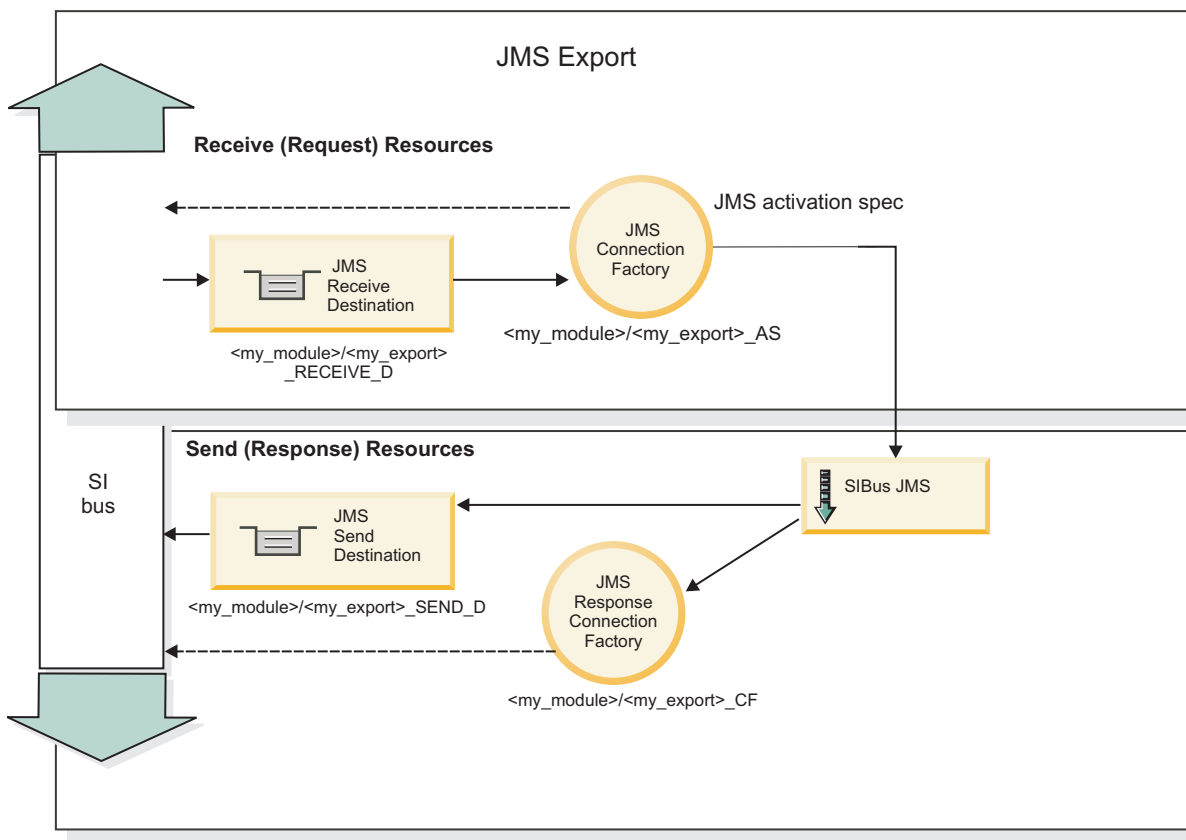 JMS Export
Receive (Request) Resources
JMS activation spec
JMS
Connection
Factory
JMS
Receive
Destination
<my_module>/<my_export>_AS
<my_module>/<my_export>
_RECEIVE_D
Send (Response) Resources
SI
bus
SIBus JMS
JMS
Send
Destination
JMS
Response
Connection
Factory
<my_module>/<my_export>_SEND_D
<my_module>/<my_export>_CF